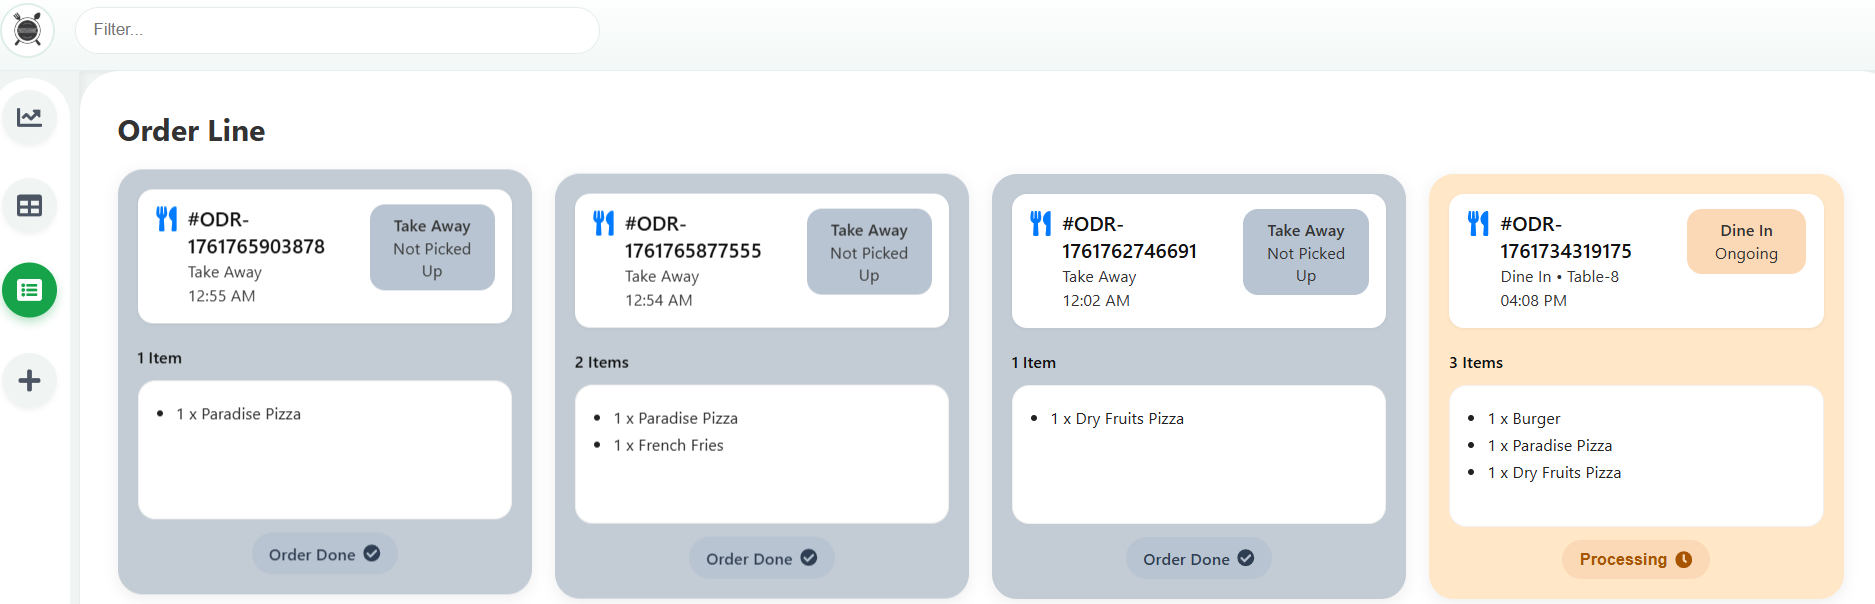 Filter...
Order Line
#ODR-
1761765903878
Take Away
12:55 AM
Take Away
Not Picked
Up
1 Item
1 x Paradise Pizza
Order Done
#ODR-
1761765877555
Take Away
12:54 AM
Take Away
Not Picked
Up
2 Items
1 x Paradise Pizza
1 x French Fries
Order Done
#ODR-
1761762746691
Take Away
12:02 AM
Take Away
Not Picked
Up
1 Item
1 x Dry Fruits Pizza
Order Done
#ODR-
1761734319175
Dine In • Table-8
04:08 PM
Dine In
Ongoing
3 Items
1 x Burger
1 x Paradise Pizza
1 x Dry Fruits Pizza
Processing